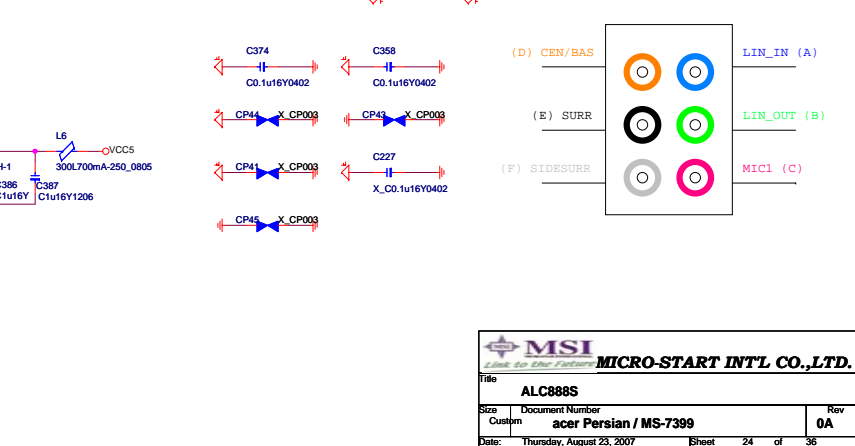 C374
C358
C0.1u16Y0402
C0.1u16Y0402
CP44
X_CP003
CP43
X_CP003
L6
VCC5
H-1
300L700mA-250_0805
C386
C387
C1u16Y
C1u16Y1206
CP41
X_CP003
C227
X_C0.1u16Y0402
CP45
X_CP003
(D) CEN/BAS
LIN_IN (A)
(E) SURR
LIN_OUT (B)
(F) SIDESURR
MIC1 (C)
MSI
Link to the Future
MICRO-START INT'L CO.,LTD.
Title
ALC888S
Size
Document Number
Rev
Custom
acer Persian / MS-7399
0A
Date:
Thursday, August 23, 2007
Sheet
24
of
36